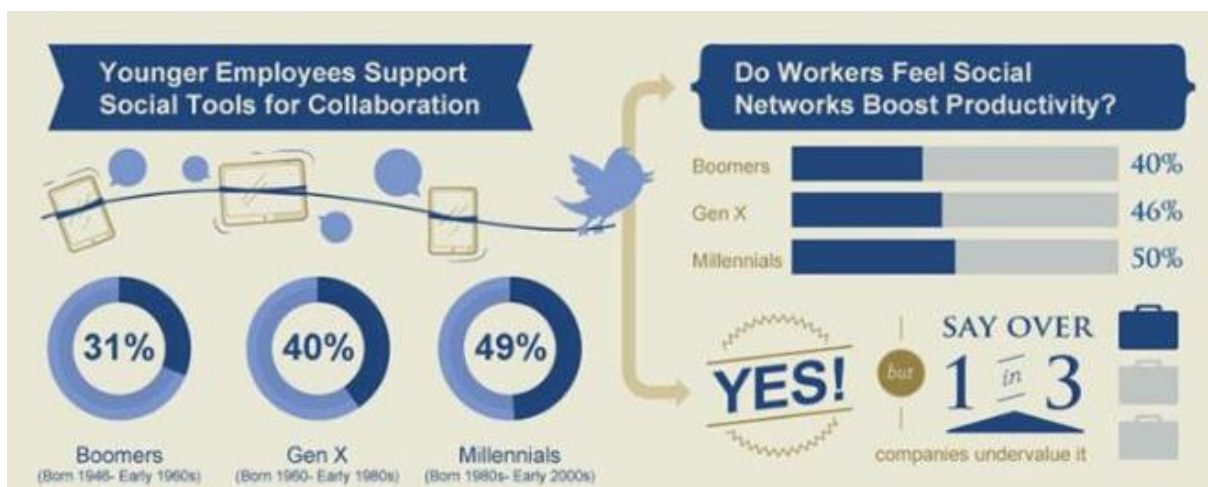 Younger Employees Support
Social Tools for Collaboration
31%
40%
49%
Boomers
(Born 1946- Early 1960s)
Gen X
(Born 1960- Early 1980s)
Millennials
(Born 1980s- Early 2000s)
Do Workers Feel Social
Networks Boost Productivity?
Boomers 40%
Gen X 46%
Millennials 50%
YES!
but
SAY OVER
1 in 3
companies undervalue it